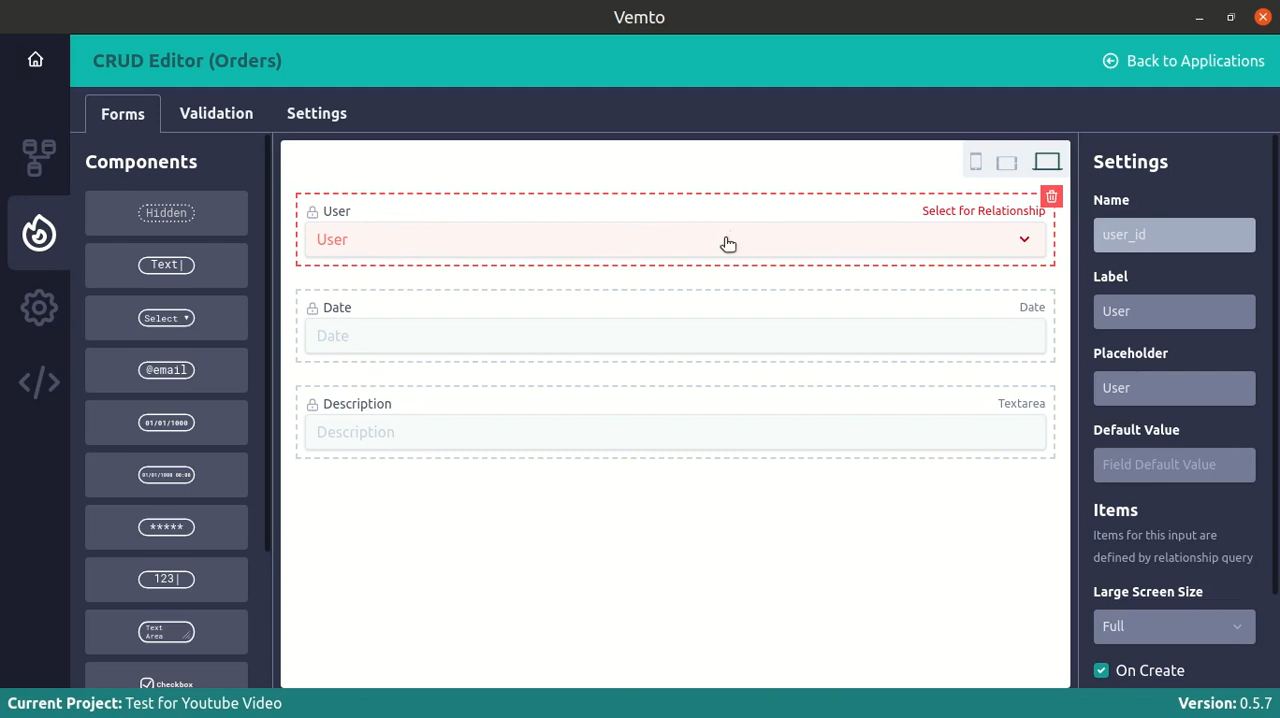 Vemto
CRUD Editor (Orders)
Back to Applications
Forms
Validation
Settings
Components
Hidden
Text|
Select ▾
@email
01/01/1000
01/01/1000 00:00
*****
123|
Text
Area
Checkbox
User
Select for Relationship
User
Date
Date
Date
Description
Textarea
Description
Settings
Name
user_id
Label
User
Placeholder
User
Default Value
Field Default Value
Items
Items for this input are
defined by relationship query
Large Screen Size
Full
On Create
Current Project: Test for Youtube Video
Version: 0.5.7